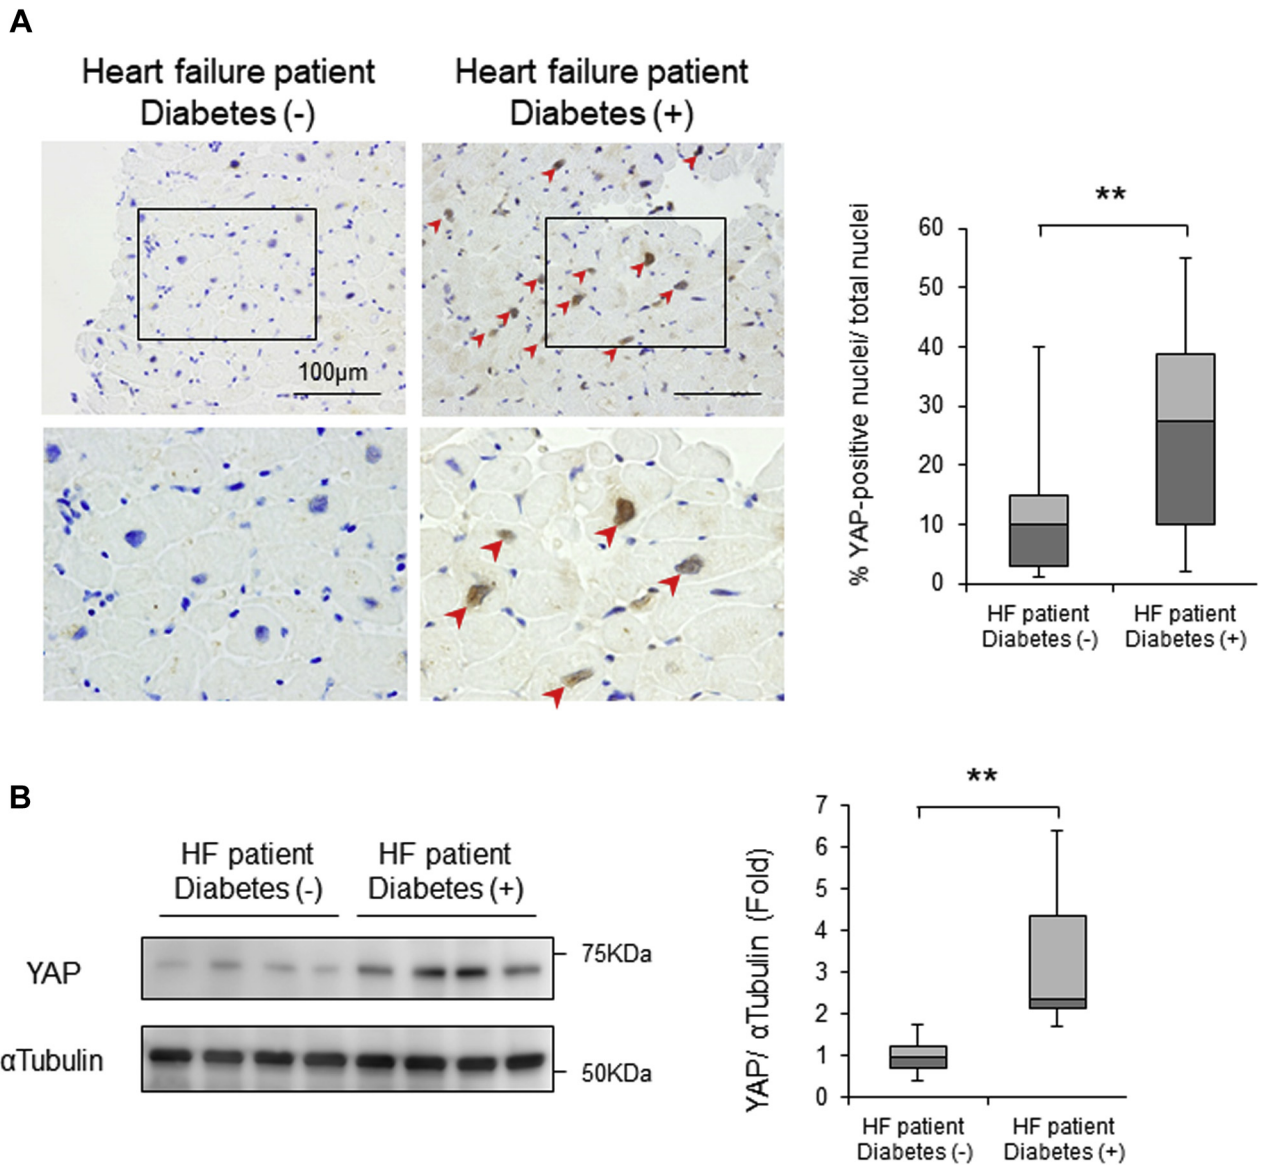 A
Heart failure patient
Diabetes (-)
Heart failure patient
Diabetes (+)
100μm
**
% YAP-positive nuclei/ total nuclei
60
50
40
30
20
10
0
HF patient
Diabetes (-)
HF patient
Diabetes (+)
B
HF patient
Diabetes (-)
HF patient
Diabetes (+)
YAP
75KDa
αTubulin
50KDa
**
YAP/ αTubulin (Fold)
7
6
5
4
3
2
1
0
HF patient
Diabetes (-)
HF patient
Diabetes (+)